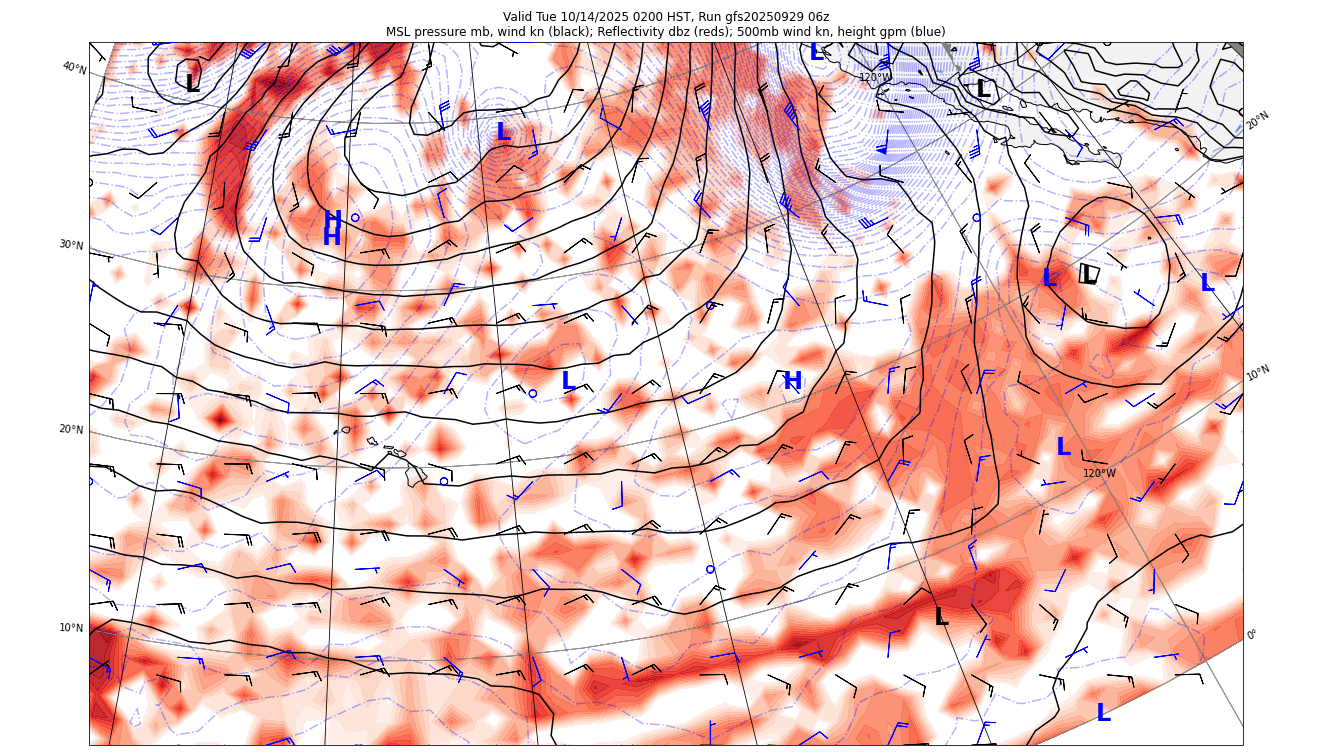 Valid Tue 10/14/2025 0200 HST, Run gfs20250929 06z
MSL pressure mb, wind kn (black); Reflectivity dbz (reds); 500mb wind kn, height gpm (blue)
40°N
L
L
120°W
L
20°N
L
30°N
H
H
L
L
L
10°N
L
H
20°N
L
120°W
10°N
L
0°
L